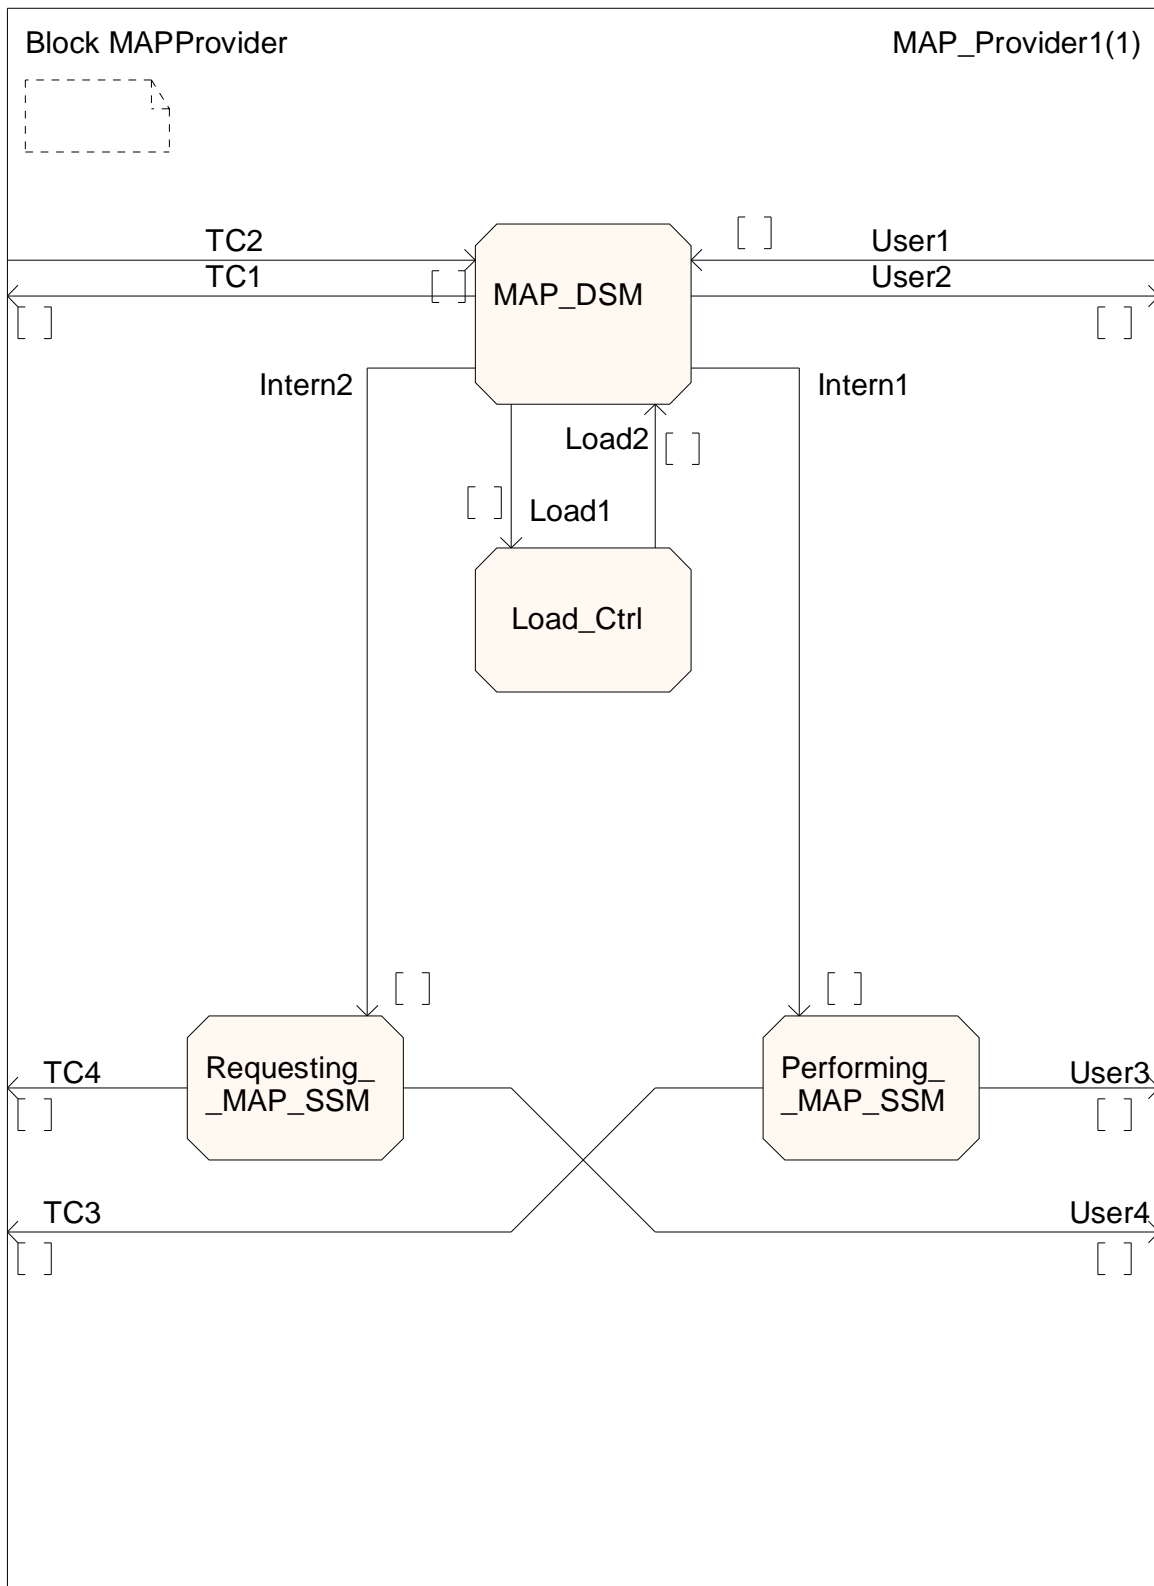 Block MAPProvider
MAP_Provider1(1)
TC2
[ ]
User1
TC1
[ ]
MAP_DSM
User2
[ ]
[ ]
Intern2
Intern1
Load2
[ ]
[ ]
Load1
Load_Ctrl
[ ]
[ ]
TC4
Requesting_
_MAP_SSM
Performing_
_MAP_SSM
User3
[ ]
[ ]
TC3
User4
[ ]
[ ]